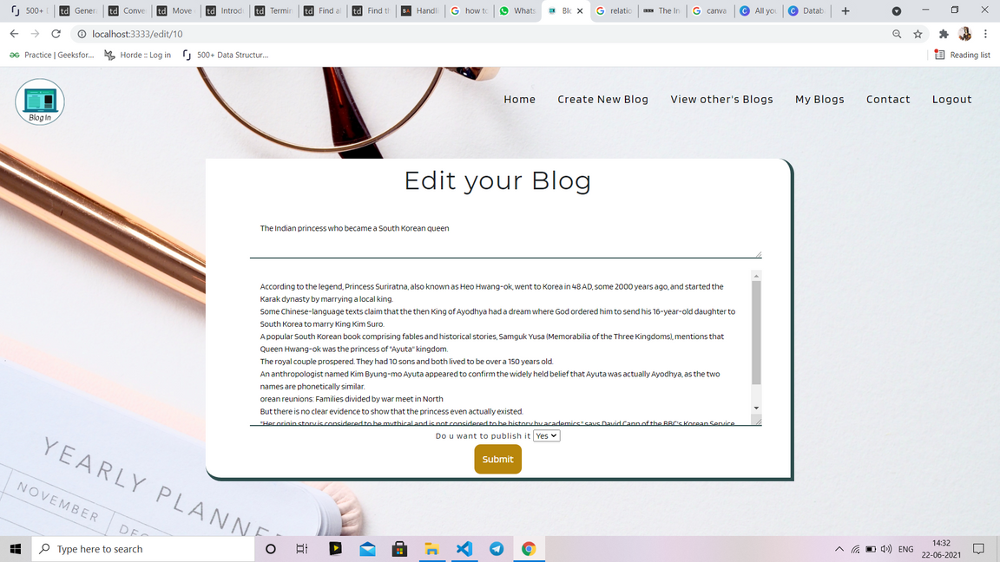 500+
Gener
Conve
Move
Introdu
Termin
Find al
Find th
Handli
how to
Whats
Blo
relatio
The In
canva
All you
Datab
localhost:3333/edit/10
Practice | Geeksfor...
Horde :: Log in
500+ Data Structur...
Reading list
Blog In
Home
Create New Blog
View other's Blogs
My Blogs
Contact
Logout
Edit your Blog
The Indian princess who became a South Korean queen
According to the legend, Princess Suriratna, also known as Heo Hwang-ok, went to Korea in 48 AD, some 2000 years ago, and started the
Karak dynasty by marrying a local king.
Some Chinese-language texts claim that the then King of Ayodhya had a dream where God ordered him to send his 16-year-old daughter to
South Korea to marry King Kim Suro.
A popular South Korean book comprising fables and historical stories, Samguk Yusa (Memorabilia of the Three Kingdoms), mentions that
Queen Hwang-ok was the princess of "Ayuta" kingdom.
The royal couple prospered. They had 10 sons and both lived to be over a 150 years old.
An anthropologist named Kim Byung-mo Ayuta appeared to confirm the widely held belief that Ayuta was actually Ayodhya, as the two
names are phonetically similar.
orean reunions: Families divided by war meet in North
But there is no clear evidence to show that the princess even actually existed.
"Her origin story is considered to be mythical and is not considered to be history by academics," says David Cann of the BBC's Korean Service.
Do u want to publish it Yes
Submit
YEARLY PLANNE
NOVEMBER
DEC
Type here to search
ENG
14:32
22-06-2021